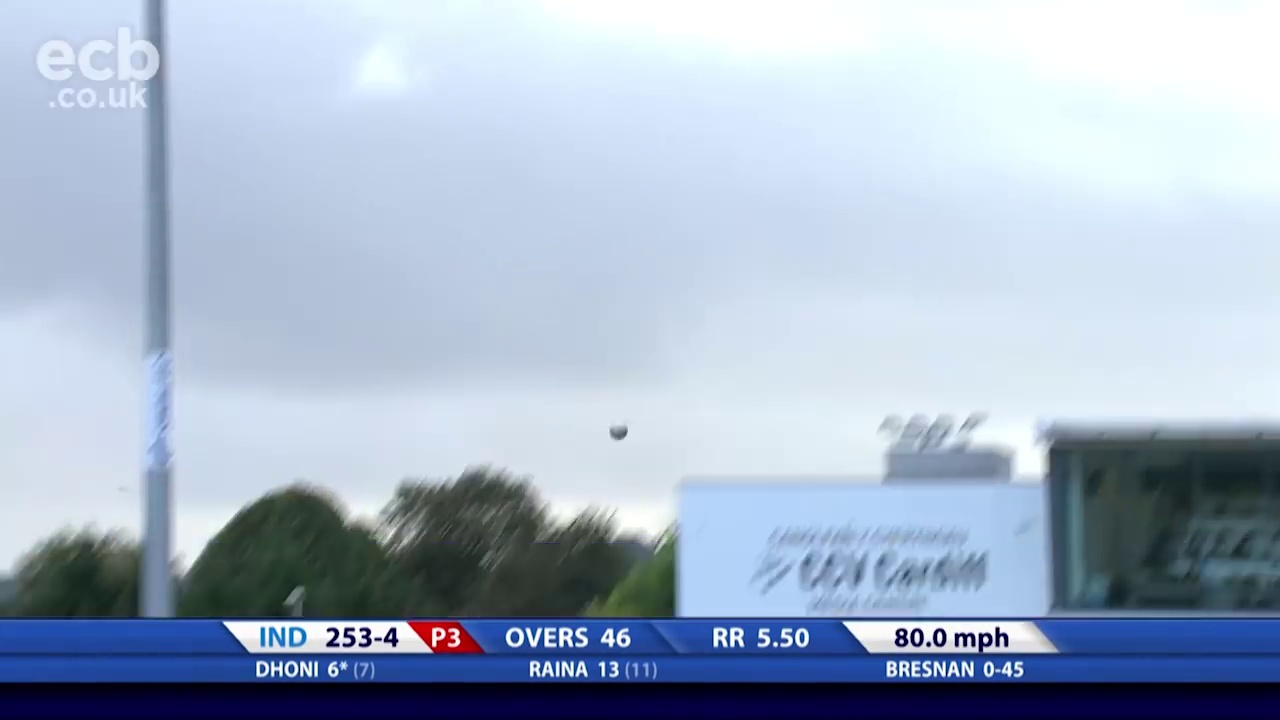 ecb
.co.uk
Cardiff
IND 253-4 P3 OVERS 46 RR 5.50 80.0 mph
DHONI 6* (7) RAINA 13 (11) BRESNAN 0-45